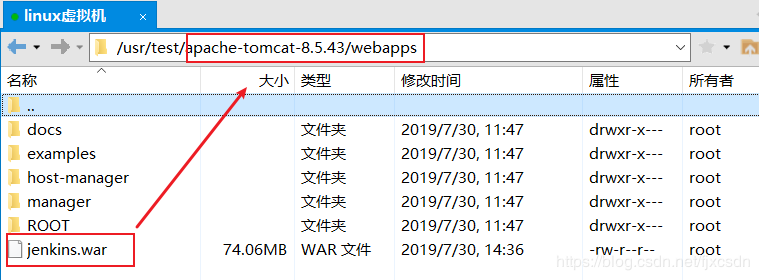 linux虚拟机 ×
/usr/test/apache-tomcat-8.5.43/webapps
名称 大小 类型 修改时间 属性 所有者
..
docs 文件夹 2019/7/30, 11:47 drwxr-x--- root
examples 文件夹 2019/7/30, 11:47 drwxr-x--- root
host-manager 文件夹 2019/7/30, 11:47 drwxr-x--- root
manager 文件夹 2019/7/30, 11:47 drwxr-x--- root
ROOT 文件夹 2019/7/30, 11:47 drwxr-x--- root
jenkins.war 74.06MB WAR 文件 2019/7/30, 14:36 -rw-r--r-- root
https://blog.csdn.net/ljxcsdn